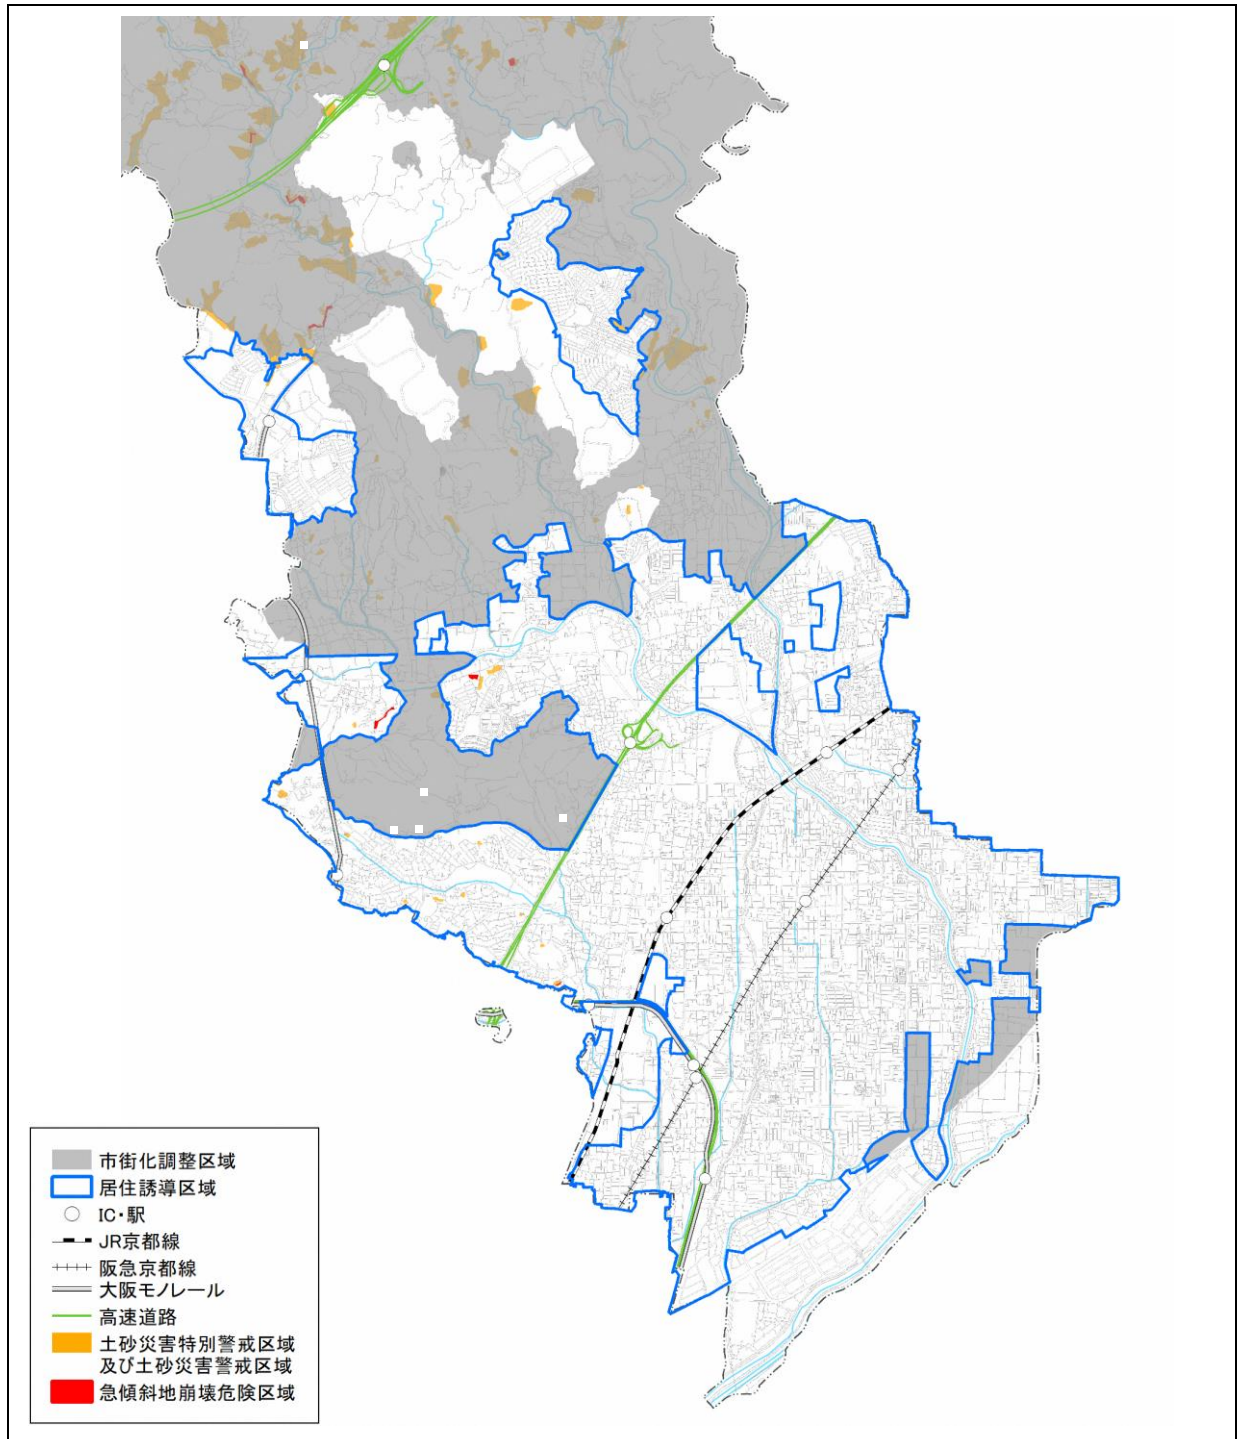 市街化調整区域
居住誘導区域
IC・駅
JR京都線
阪急京都線
大阪モノレール
高速道路
土砂災害特別警戒区域
及び土砂災害警戒区域
急傾斜地崩壊危険区域